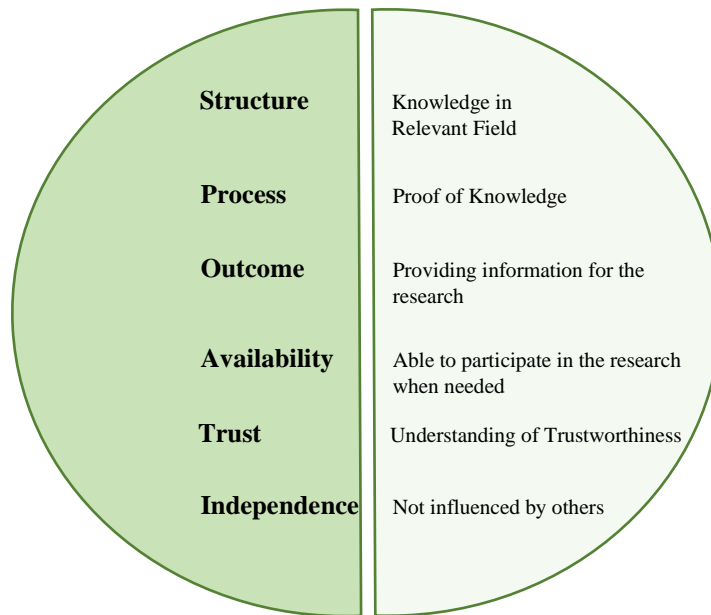 Structure
Knowledge in
Relevant Field
Process
Proof of Knowledge
Outcome
Providing information for the
research
Availability
Able to participate in the research
when needed
Trust
Understanding of Trustworthiness
Independence
Not influenced by others